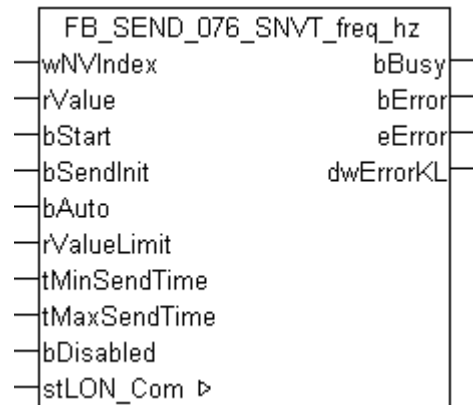 FB_SEND_076_SNVT_freq_hz
wNVIndex bBusy
rValue bError
bStart eError
bSendInit dwErrorKL
bAuto
rValueLimit
tMinSendTime
tMaxSendTime
bDisabled
stLON_Com ▷